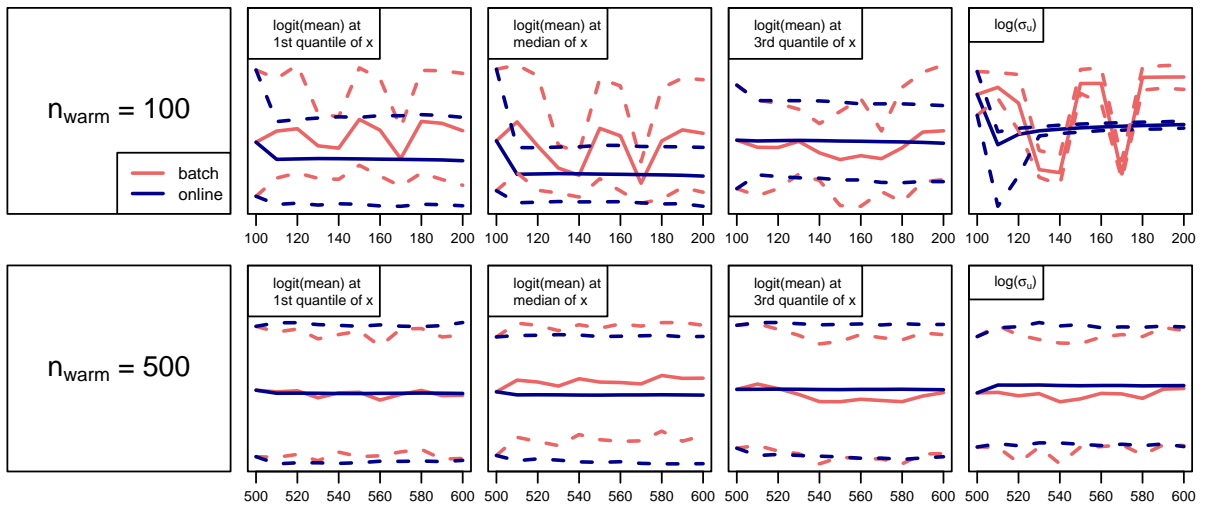 n_warm = 100
batch
online
logit(mean) at
1st quantile of x
logit(mean) at
median of x
logit(mean) at
3rd quantile of x
log(σ_u)
100 120 140 160 180 200
100 120 140 160 180 200
100 120 140 160 180 200
100 120 140 160 180 200
n_warm = 500
logit(mean) at
1st quantile of x
logit(mean) at
median of x
logit(mean) at
3rd quantile of x
log(σ_u)
500 520 540 560 580 600
500 520 540 560 580 600
500 520 540 560 580 600
500 520 540 560 580 600